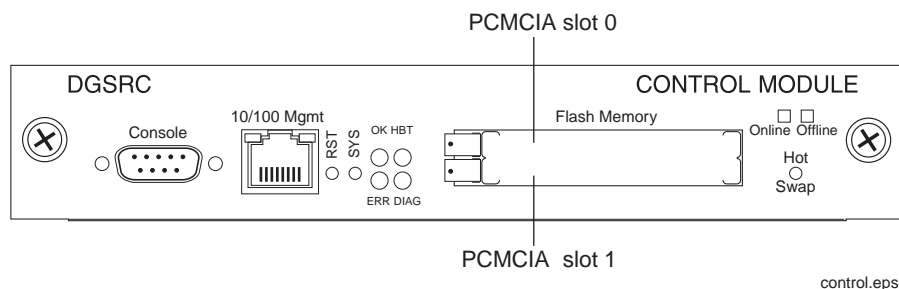 PCMCIA slot 0
DGSRC
CONTROL MODULE
Console
10/100 Mgmt
RST
SYS
OK HBT
ERR DIAG
Flash Memory
Online Offline
Hot
Swap
PCMCIA slot 1
control.eps